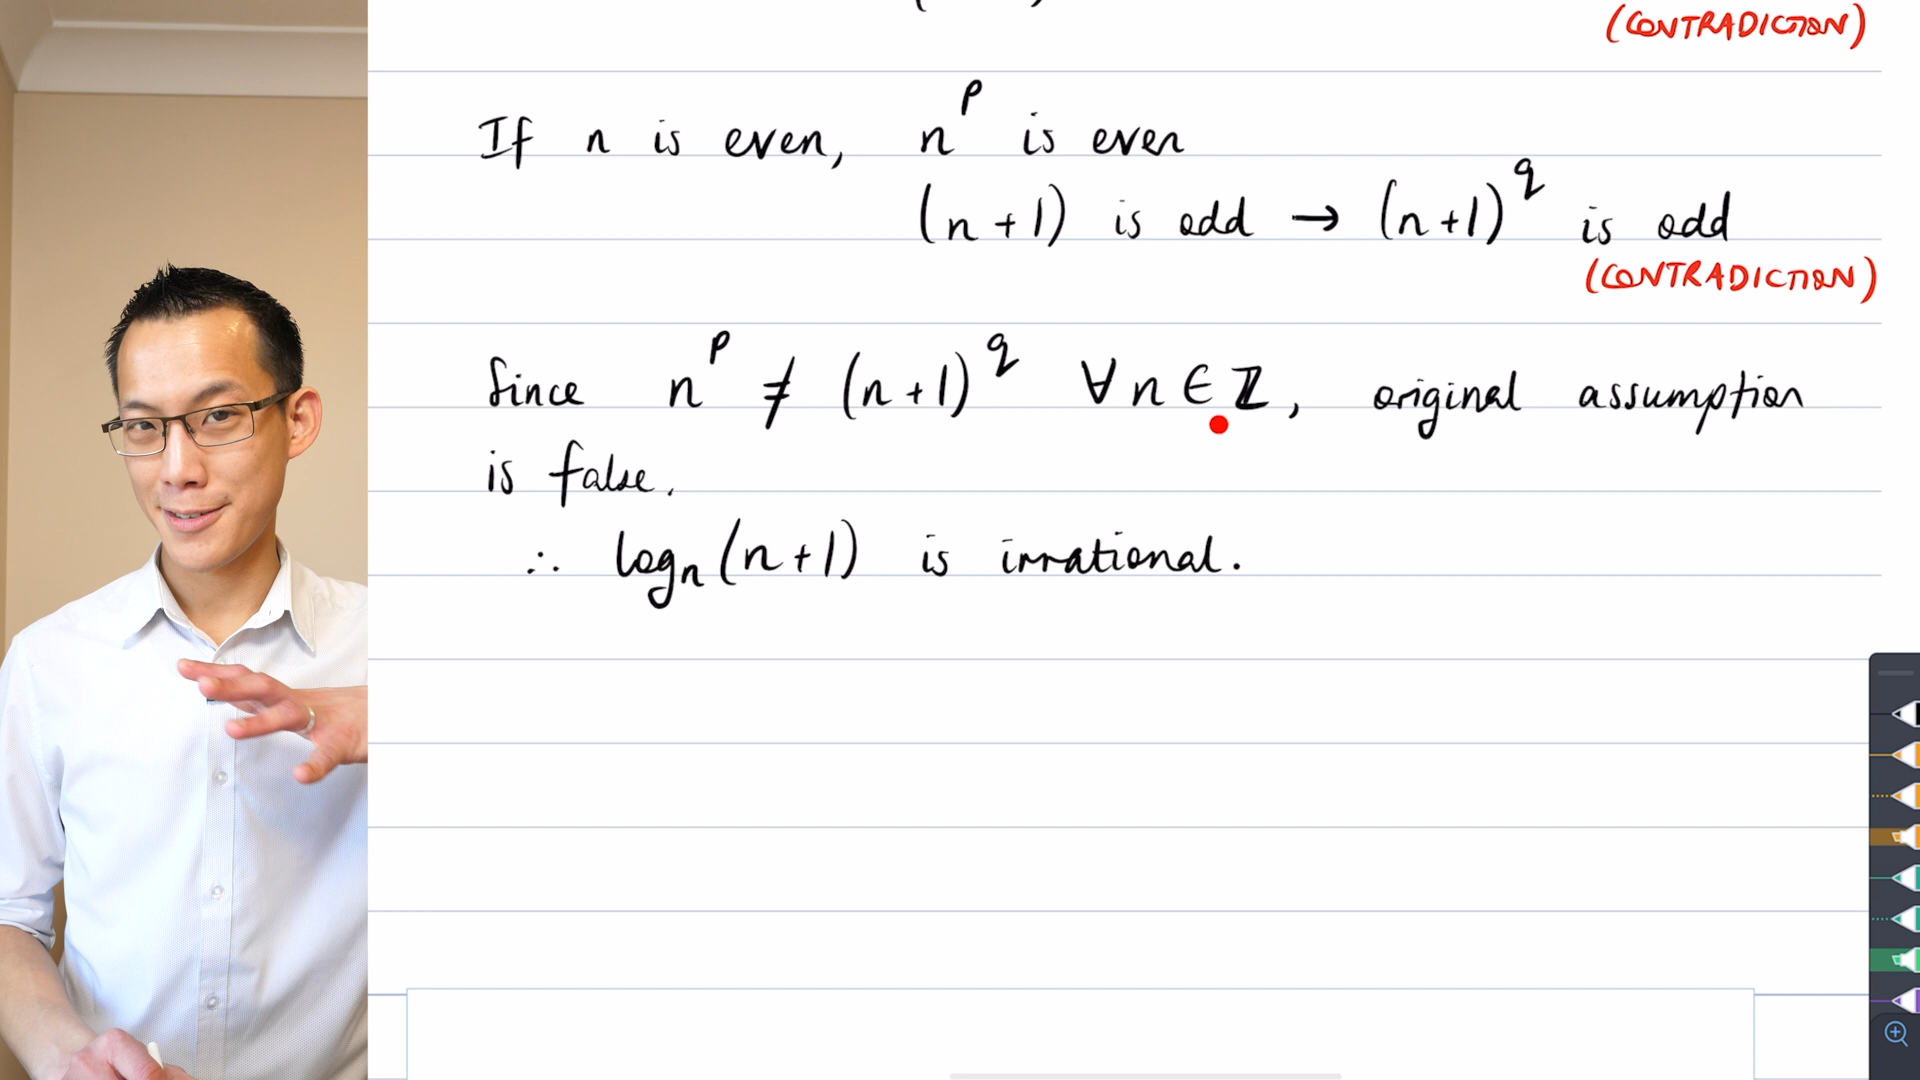 (CONTRADICTION)
If n is even, n^p is even
(n+1) is odd → (n+1)^q is odd
(CONTRADICTION)
Since n^p ≠ (n+1)^q ∀ n ∈ ℤ, original assumption
is false.
∴ log_n (n+1) is irrational.